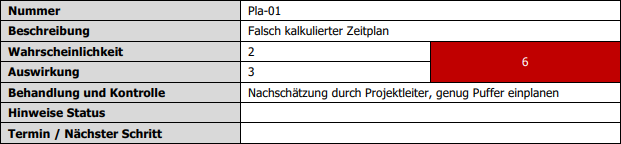 Nummer Pla-01
Beschreibung Falsch kalkulierter Zeitplan
Wahrscheinlichkeit 2
6
Auswirkung 3
Behandlung und Kontrolle Nachschätzung durch Projektleiter, genug Puffer einplanen
Hinweise Status
Termin / Nächster Schritt